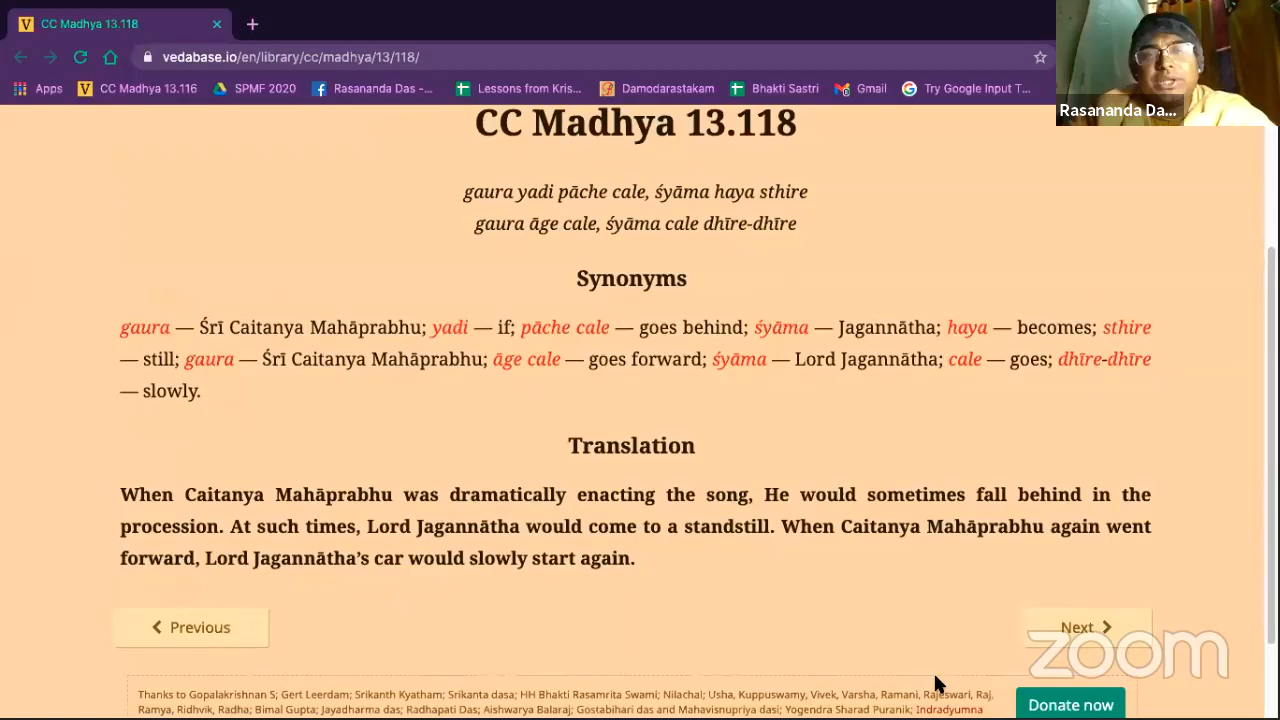 CC Madhya 13.118
vedabase.io/en/library/cc/madhya/13/118/
Apps CC Madhya 13.116 SPMF 2020 Rasananda Das -... Lessons from Kris... Damodarastakam Bhakti Sastri Gmail Try Google Input T...
Rasananda Da...
CC Madhya 13.118
gaura yadi pāche cale, śyāma haya sthire
gaura āge cale, śyāma cale dhīre-dhīre
Synonyms
gaura — Śrī Caitanya Mahāprabhu; yadi — if; pāche cale — goes behind; śyāma — Jagannātha; haya — becomes; sthire
— still; gaura — Śrī Caitanya Mahāprabhu; āge cale — goes forward; śyāma — Lord Jagannātha; cale — goes; dhīre-dhīre
— slowly.
Translation
When Caitanya Mahāprabhu was dramatically enacting the song, He would sometimes fall behind in the
procession. At such times, Lord Jagannātha would come to a standstill. When Caitanya Mahāprabhu again went
forward, Lord Jagannātha’s car would slowly start again.
Previous
Next
zoom
Thanks to Gopalakrishnan S; Gert Leerdam; Srikanth Kyatham; Srikanta dasa; HH Bhakti Rasamrita Swami; Nilachal; Usha, Kuppuswamy, Vivek, Varsha, Ramani, Rajeswari, Raj.
Ramya, Ridhvik, Radha; Bimal Gupta; Jayadharma das; Radhapati Das; Aishwarya Balaraj; Gostabihari das and Mahavisnupriya dasi; Yogendra Sharad Puranik; Indradyumna
Donate now